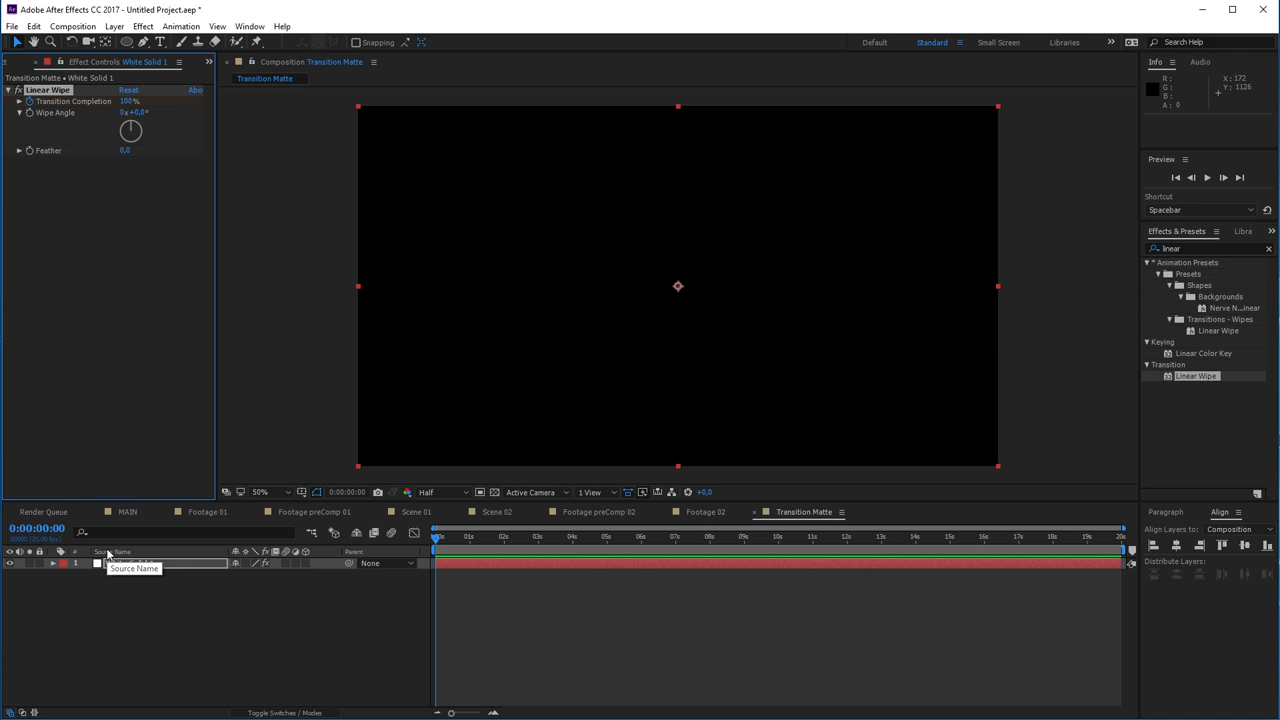 Adobe After Effects CC 2017 - Untitled Project.aep *
File Edit Composition Layer Effect Animation View Window Help
Snapping
Default Standard Small Screen Libraries Search Help
Effect Controls White Solid 1
Composition Transition Matte
Info Audio
Transition Matte • White Solid 1
Transition Matte
Linear Wipe Reset Abo
Transition Completion 100%
Wipe Angle 0x+0,0°
Feather 0,0
R:
G:
B:
A: 0
X: 172
Y: 1126
Preview
Shortcut
Spacebar
Effects & Presets Libra
linear
* Animation Presets
Presets
Shapes
Backgrounds
Nerve N...inear
Transitions - Wipes
Linear Wipe
Keying
Linear Color Key
Transition
Linear Wipe
50% 0:00:00:00 Half Active Camera 1 View +0,0
Render Queue MAIN Footage 01 Footage preComp 01 Scene 01 Scene 02 Footage preComp 02 Footage 02 Transition Matte
Paragraph Align
0:00:00:00
00000 (25.00 fps)
Align Layers to: Composition
01s 02s 03s 04s 05s 06s 07s 08s 09s 10s 11s 12s 13s 14s 15s 16s 17s 18s 19s 20s
# Source Name Parent
1 None
Source Name
Distribute Layers:
Toggle Switches / Modes